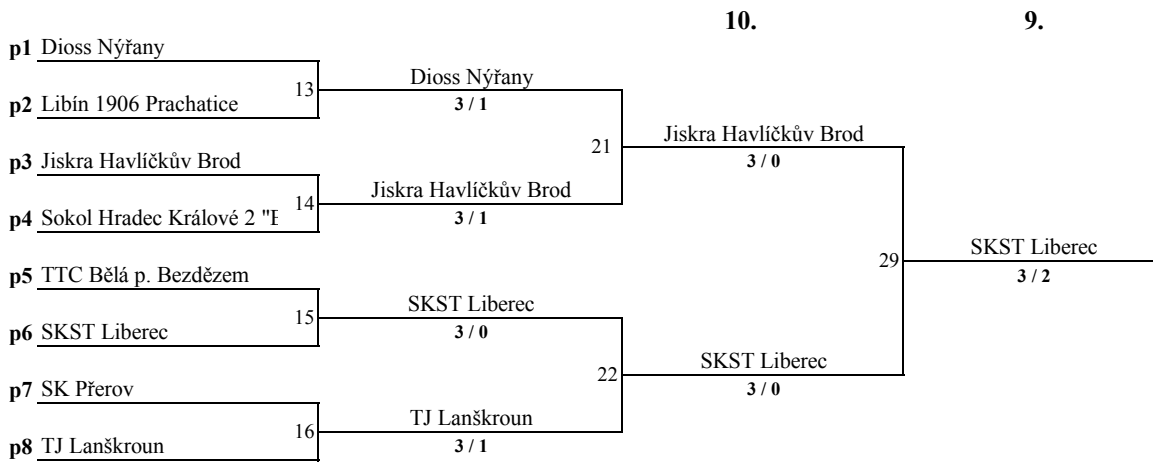 10. 9.
p1 Dioss Nýřany
13 Dioss Nýřany
3 / 1
p2 Libín 1906 Prachatice
21 Jiskra Havlíčkův Brod
3 / 0
p3 Jiskra Havlíčkův Brod
14 Jiskra Havlíčkův Brod
3 / 1
p4 Sokol Hradec Králové 2 "
29 SKST Liberec
3 / 2
p5 TTC Bělá p. Bezdězem
15 SKST Liberec
3 / 0
p6 SKST Liberec
22 SKST Liberec
3 / 0
p7 SK Přerov
16 TJ Lanškroun
3 / 1
p8 TJ Lanškroun